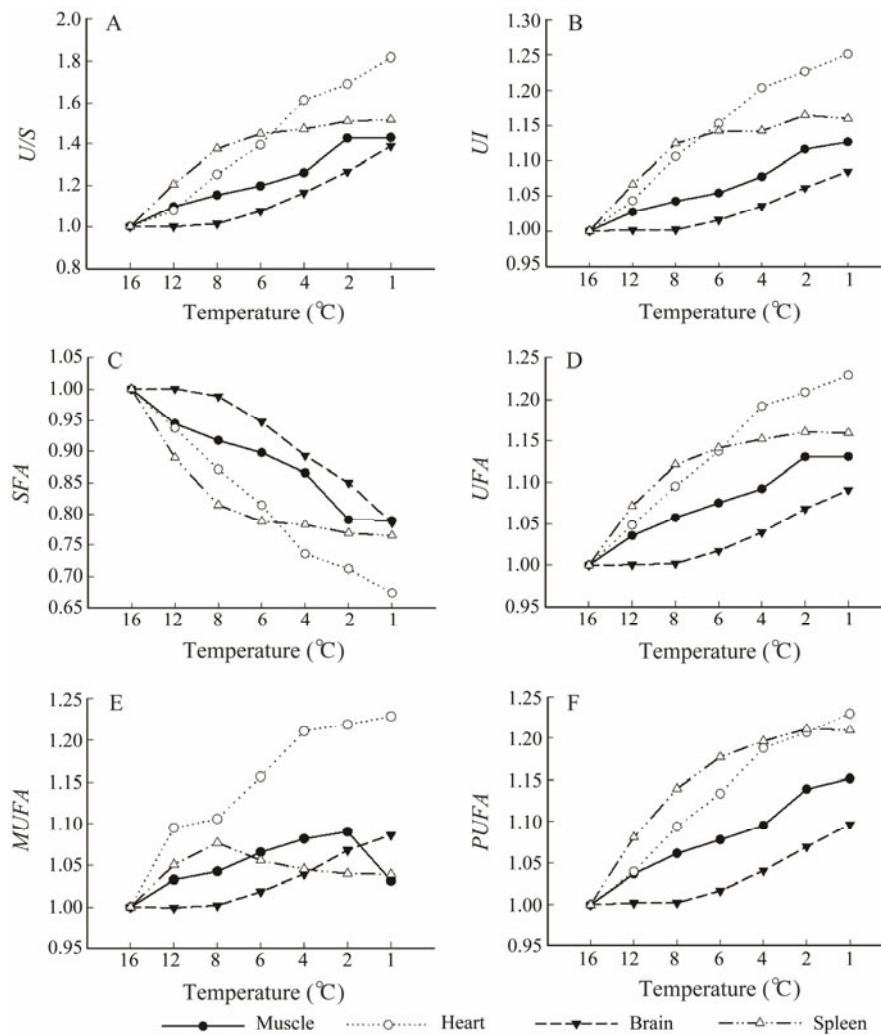 A
U/S
2.0
1.8
1.6
1.4
1.2
1.0
0.8
16 12 8 6 4 2 1
Temperature (°C)
B
UI
1.30
1.25
1.20
1.15
1.10
1.05
1.00
0.95
16 12 8 6 4 2 1
Temperature (°C)
C
SFA
1.05
1.00
0.95
0.90
0.85
0.80
0.75
0.70
0.65
16 12 8 6 4 2 1
Temperature (°C)
D
UFA
1.25
1.20
1.15
1.10
1.05
1.00
0.95
16 12 8 6 4 2 1
Temperature (°C)
E
MUFA
1.25
1.20
1.15
1.10
1.05
1.00
0.95
16 12 8 6 4 2 1
Temperature (°C)
F
PUFA
1.25
1.20
1.15
1.10
1.05
1.00
0.95
16 12 8 6 4 2 1
Temperature (°C)
Muscle Heart Brain Spleen